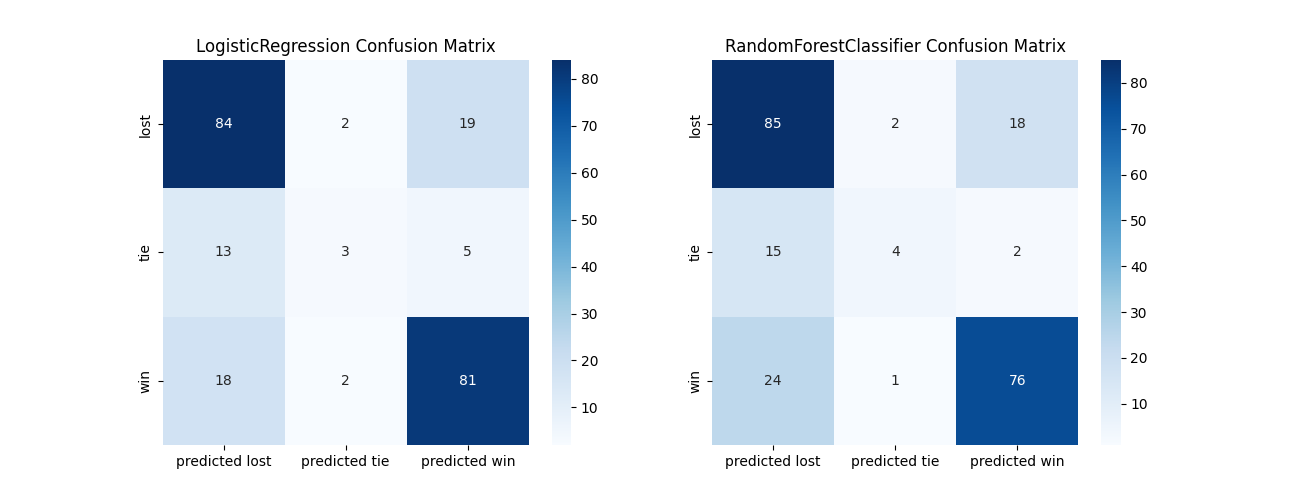 LogisticRegression Confusion Matrix
lost 84 2 19
tie 13 3 5
win 18 2 81
predicted lost predicted tie predicted win
80
70
60
50
40
30
20
10
RandomForestClassifier Confusion Matrix
lost 85 2 18
tie 15 4 2
win 24 1 76
predicted lost predicted tie predicted win
80
70
60
50
40
30
20
10